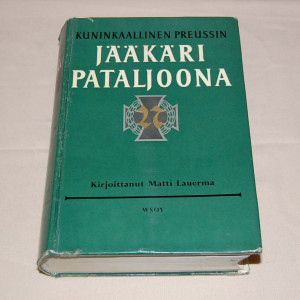 KUNINKAALLINEN PREUSSIN
JÄÄKÄRI
PATALJOONA
27
Kirjoittanut Matti Lauerma
WSOY